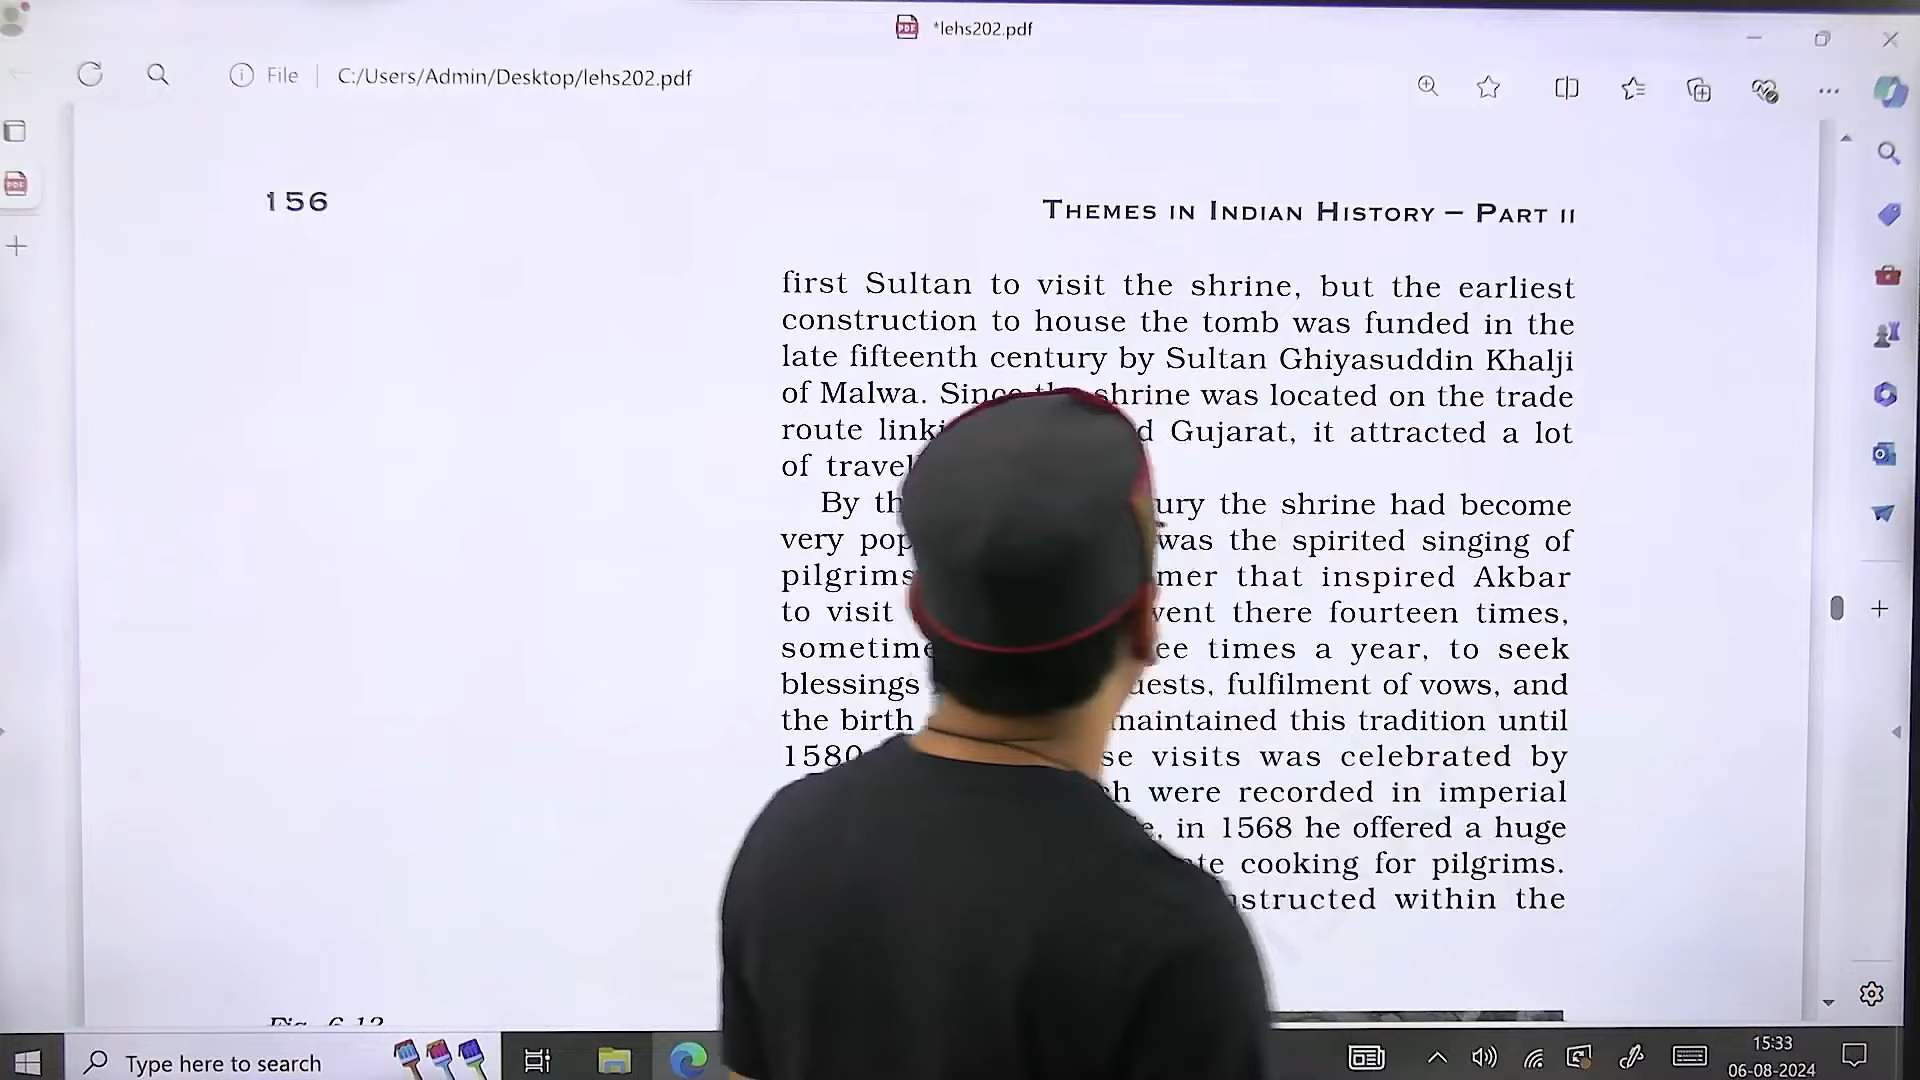 *lehs202.pdf
File
C:/Users/Admin/Desktop/lehs202.pdf
156
THEMES IN INDIAN HISTORY – PART II
first Sultan to visit the shrine, but the earliest
construction to house the tomb was funded in the
late fifteenth century by Sultan Ghiyasuddin Khalji
of Malwa. Since the shrine was located on the trade
route d Gujarat, it attracted a lot
of
By ury the shrine had become
very was the spirited singing of
pilgrims mer that inspired Akbar
to visit went there fourteen times,
ee times a year, to seek
blessings uests, fulfilment of vows, and
the birth maintained this tradition until
1580 se visits was celebrated by
h were recorded in imperial
e, in 1568 he offered a huge
te cooking for pilgrims.
nstructed within the
Fig. 6.12
Type here to search
15:33
06-08-2024